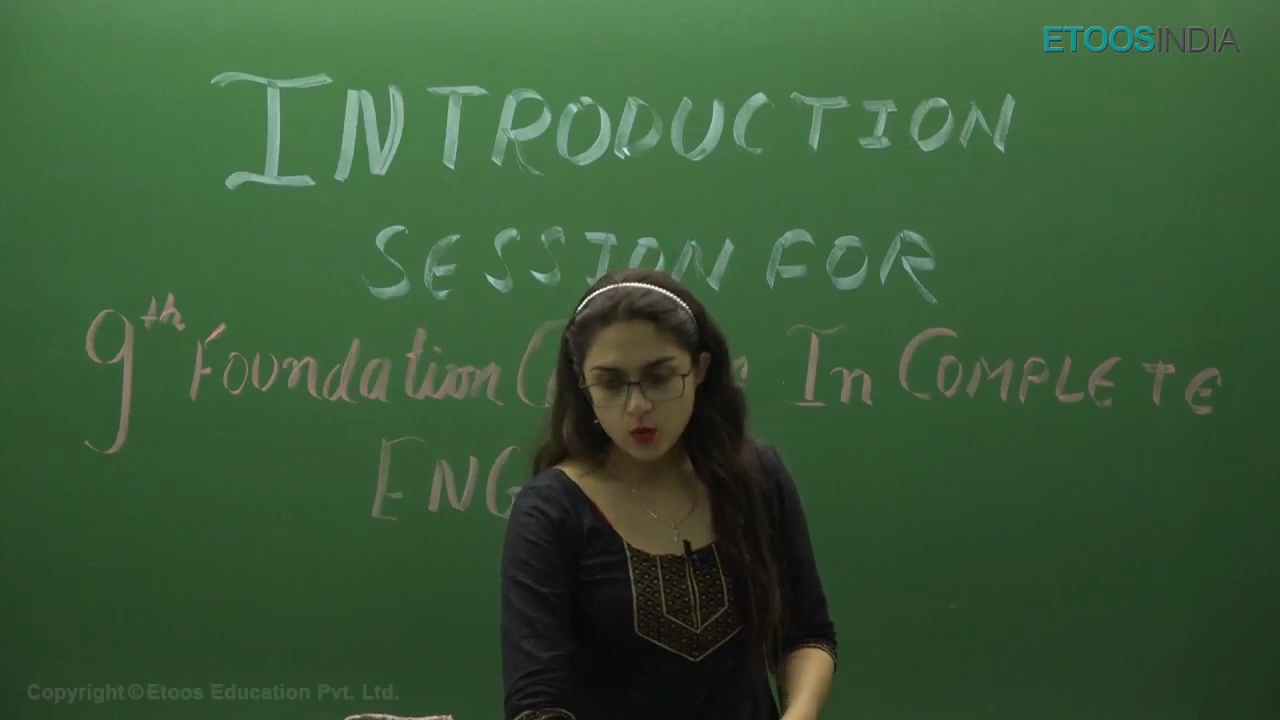 ETOOSINDIA
INTRODUCTION
SESSION FOR
9th Foundation In COMPLETE
Copyright©Etoos Education Pvt. Ltd.